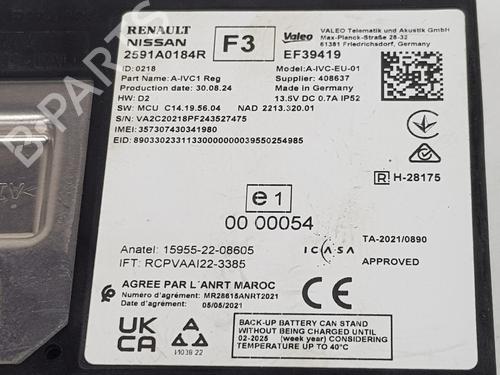 RENAULT
NISSAN
2591A0184R
F3
Valeo
EF39419
VALEO Telematik und Akustik GmbH
Max-Planck-Straße 28-32
61381 Friedrichsdorf, Germany
ID: 0218
Part Name: A-IVC1 Reg
Production Date: 30.08.24
HW: D2
Model: A-IVC-EU-01
Supplier: 408637
Made in Germany
13.5V DC 0.7A IP52
SW: MCU C14.19.56.04 NAD 2213.320.01
S/N: VA2C20218PF243527475
IMEI: 357307430341980
EID: 89033023311330000000039550254985
R H-28175
e1
00 00054
Anatel: 15955-22-08605
IFT: RCPVAAI22-3385
ICASA
TA-2021/0890
APPROVED
AGREE PAR L'ANRT MAROC
Numéro d'agrément: MR28615ANRT2021
Date d'agrément: 05/05/2021
CE
UK
CA
BACK-UP BATTERY CAN STAND
WITHOUT BEING CHARGED UNTIL
02-2025 (week year) CONSIDERING
TEMPERATURE UP TO 40°C